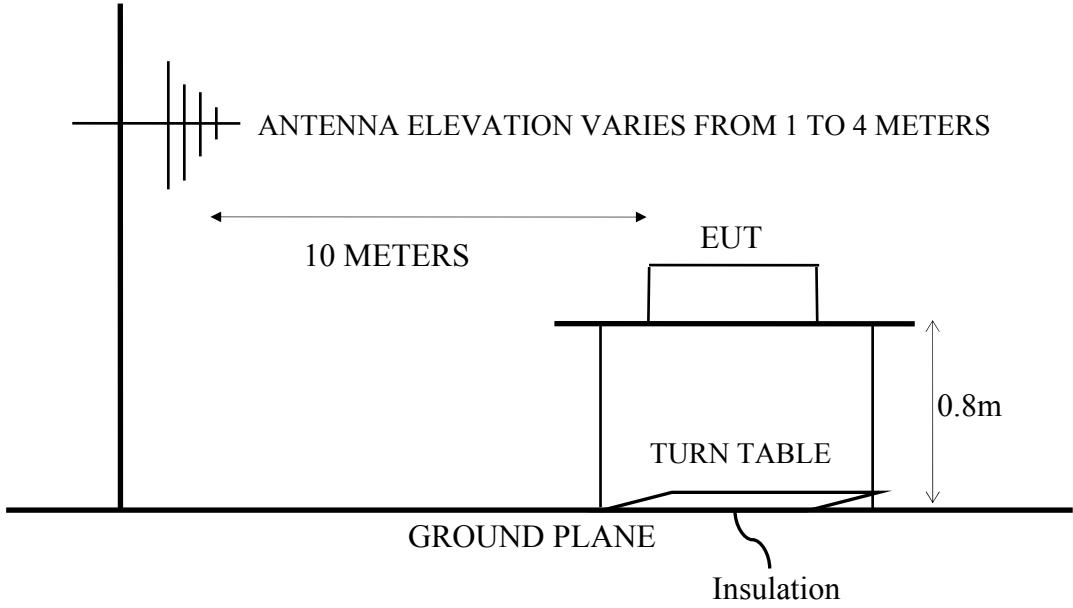 ANTENNA ELEVATION VARIES FROM 1 TO 4 METERS
10 METERS
EUT
0.8m
TURN TABLE
GROUND PLANE
Insulation